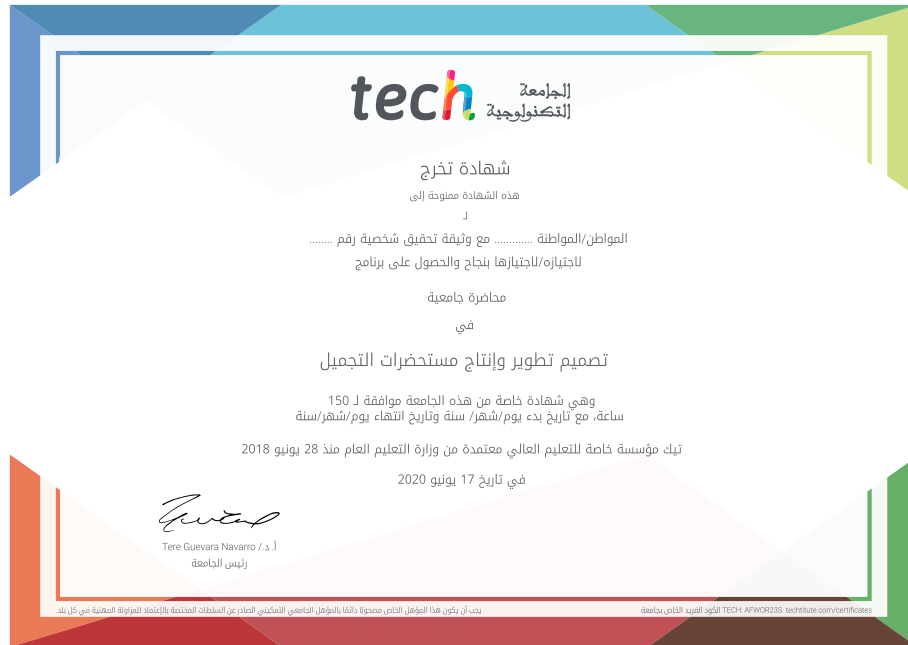 tech الجامعة
التكنولوجية
شهادة تخرج
هذه الشهادة ممنوحة إلى
لـ
المواطن/المواطنة ............ مع وثيقة تحقيق شخصية رقم ........
لاجتيازه/لاجتيازها بنجاح والحصول على برنامج
محاضرة جامعية
في
تصميم تطوير وإنتاج مستحضرات التجميل
وهي شهادة خاصة من هذه الجامعة موافقة لـ 150
ساعة، مع تاريخ بدء يوم/شهر/ سنة وتاريخ انتهاء يوم/شهر/سنة
تيك مؤسسة خاصة للتعليم العالي معتمدة من وزارة التعليم العام منذ 28 يونيو 2018
في تاريخ 17 يونيو 2020
أ. د./ Tere Guevara Navarro
رئيس الجامعة
يجب أن يكون هذا المؤهل الخاص مصحوبًا دائمًا بالمؤهل الجامعي التمكيني الصادر عن السلطات المختصة بالإعتماد للمزاولة المهنية في كل بلد.
الكود الفريد الخاص بجامعة TECH: AFWOR23S techtitute.com/certificates